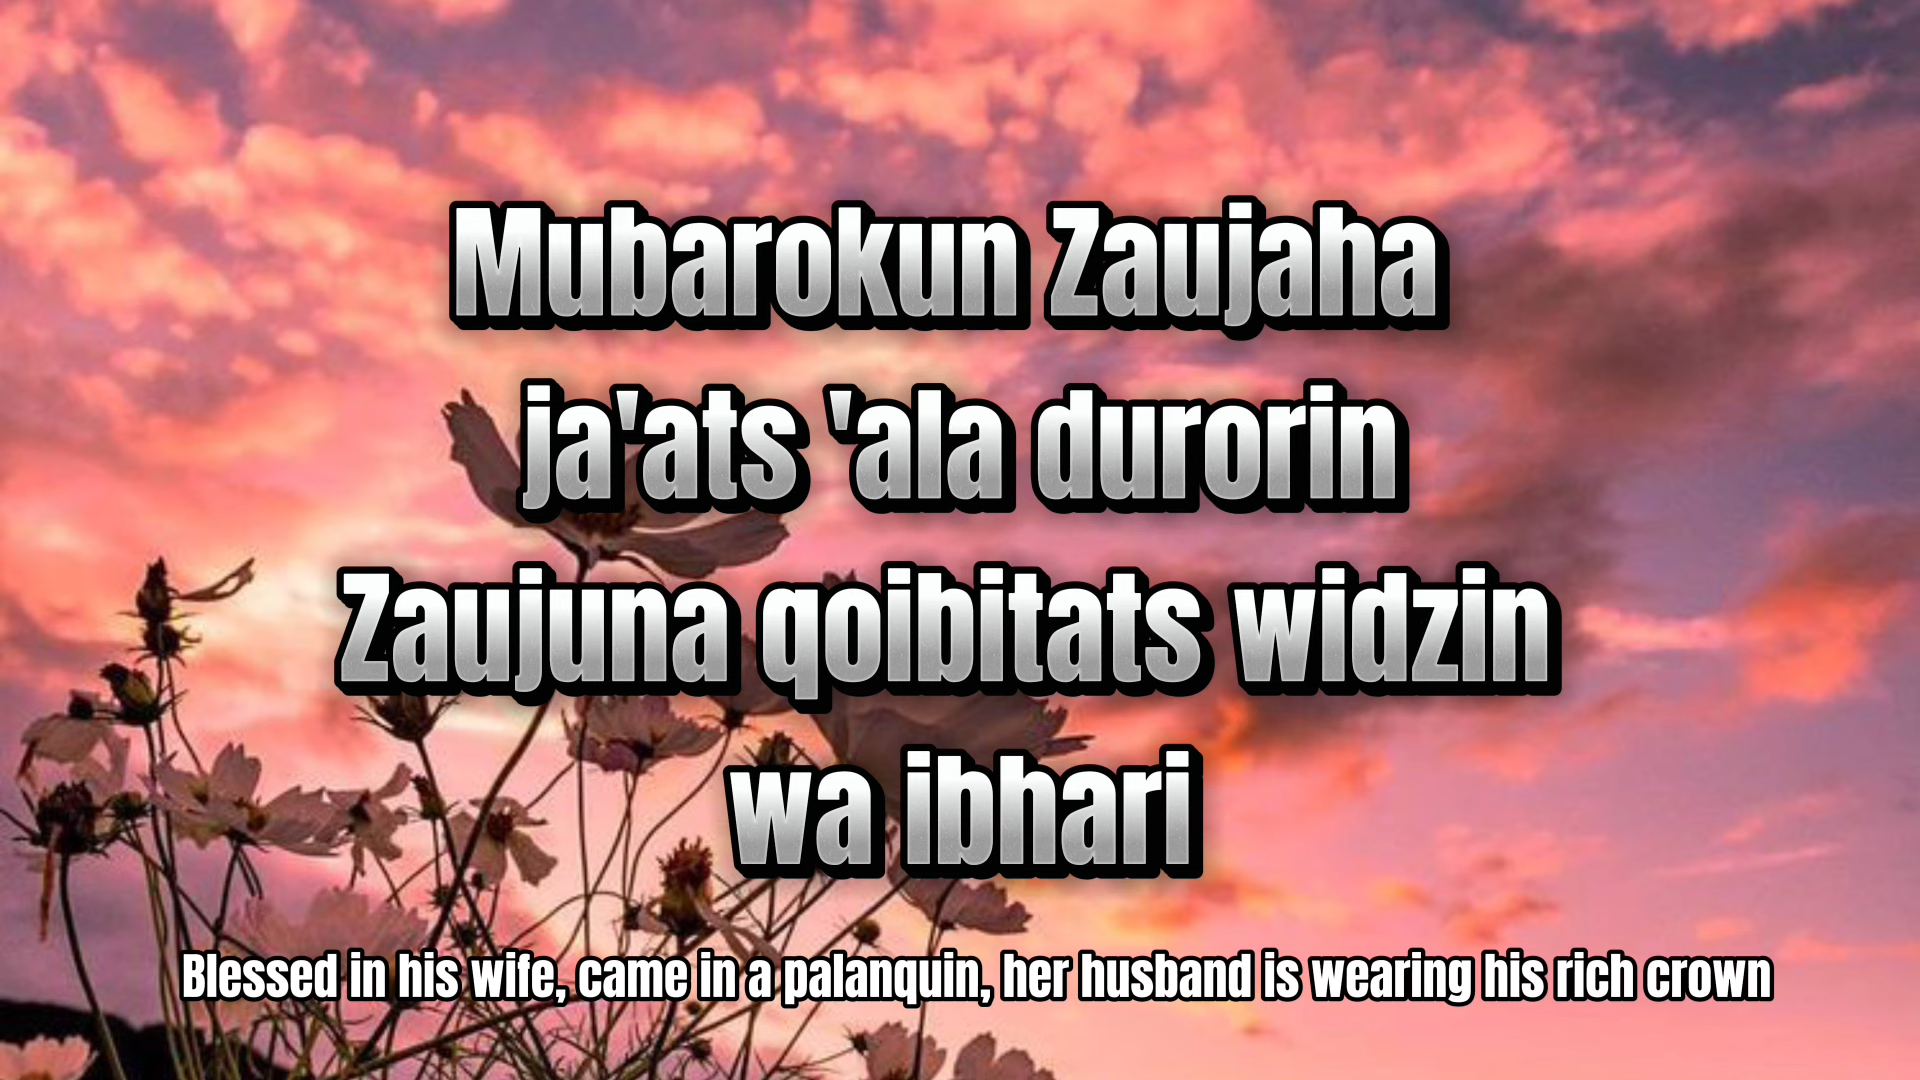 Mubarokun Zaujaha
ja'ats 'ala durorin
Zaujuna qoibitats widzin
wa ibhari
Blessed in his wife, came in a palanquin, her husband is wearing his rich crown